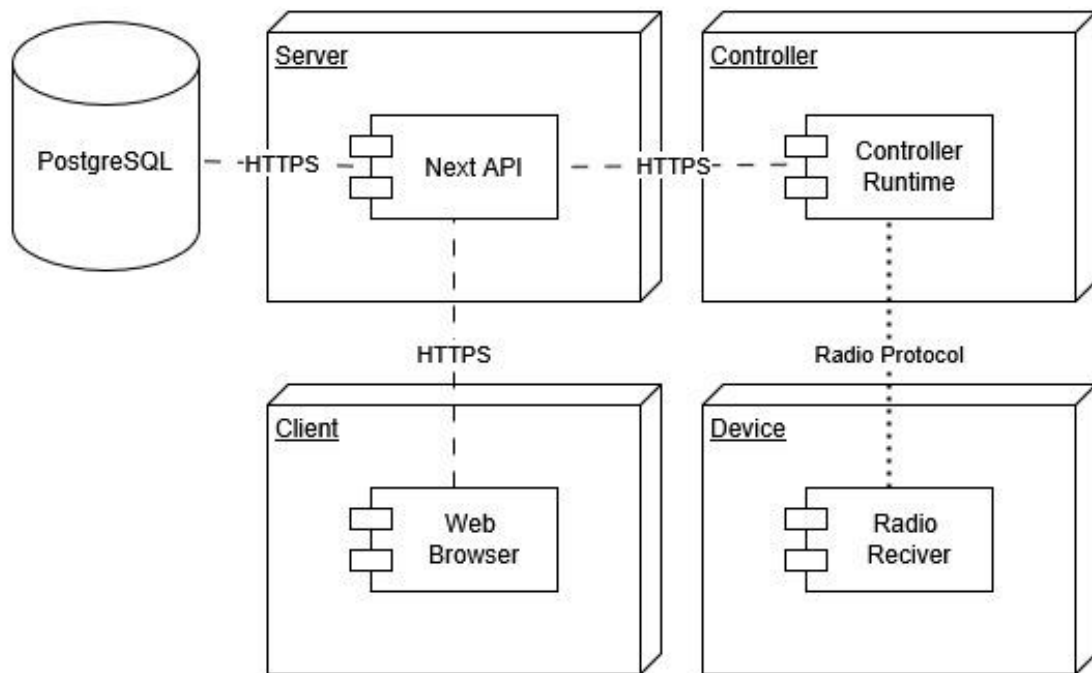 Server
Controller
PostgreSQL
HTTPS
Next API
HTTPS
Controller
Runtime
HTTPS
Radio Protocol
Client
Device
Web
Browser
Radio
Reciver